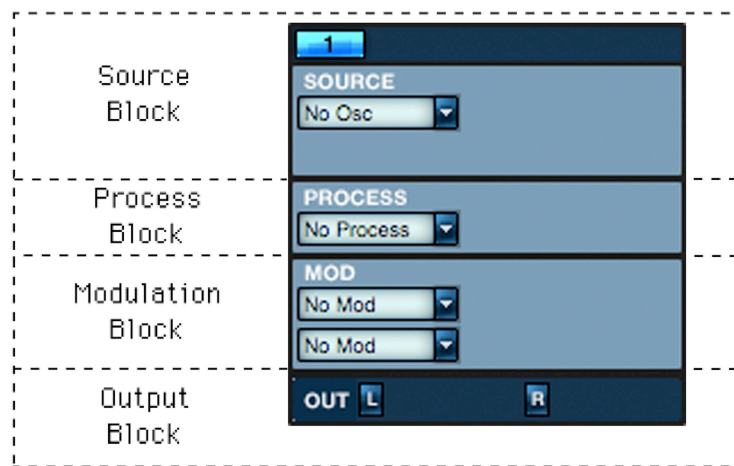 1
Source
Block
SOURCE
No Osc
Process
Block
PROCESS
No Process
Modulation
Block
MOD
No Mod
No Mod
Output
Block
OUT L R